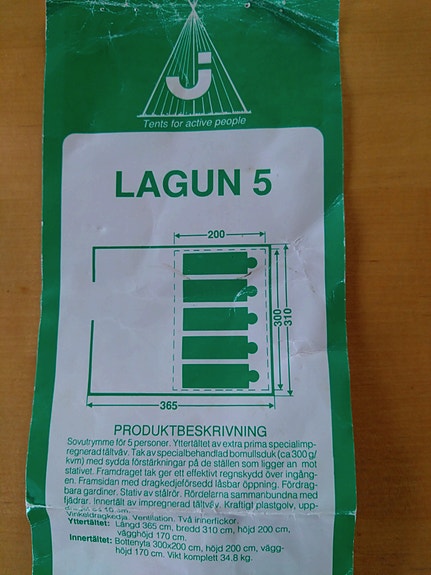 J
Tents for active people
LAGUN 5
200
300
310
365
PRODUKTBESKRIVNING
Sovutrymme för 5 personer. Yttertältet av extra prima specialimp-
regnerad tältväv. Tak av specialbehandlad bomullsduk (ca 300 g/
kvm) med sydda förstärkningar på de ställen som ligger an mot
stativet. Framdraget tak ger ett effektivt regnskydd över ingång-
en. Framsidan med dragkedjeförsedd låsbar öppning. Fördrag-
bara gardiner. Stativ av stålrör. Rördelarna sammanbundna med
fjädrar. Innertält av impregnerad tältväv. Kraftigt plastgolv, upp-
10 cm.
Vinkeldragkedja. Ventilation. Två innerfickor.
Yttertältet: Längd 365 cm, bredd 310 cm, höjd 200 cm,
vägghöjd 170 cm.
Innertältet: Bottenyta 300x200 cm, höjd 200 cm, vägg-
höjd 170 cm. Vikt komplett 34.8 kg.